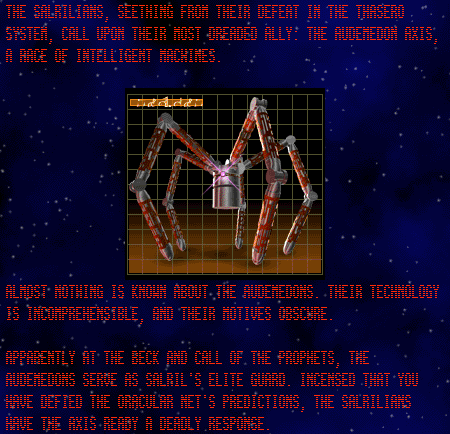 THE SALRILIANS, SEETHING FROM THEIR DEFEAT IN THE
SYSTEM, CALL UPON THEIR MOST DREADED ALLY: THE AUDEMEDON AXIS,
A RACE OF INTELLIGENT MACHINES.
ALMOST NOTHING IS KNOWN ABOUT THE AUDEMEDONS. THEIR TECHNOLOGY
IS INCOMPREHENSIBLE, AND THEIR MOTIVES OBSCURE.
APPARENTLY AT THE BECK AND CALL OF THE PROPHETS, THE
AUDEMEDONS SERVE AS SALRIL'S ELITE GUARD. INCENSED THAT YOU
HAVE DEFIED THE ORACULAR NET'S PREDICTIONS, THE SALRILIANS
HAVE THE AXIS READY A DEADLY RESPONSE.